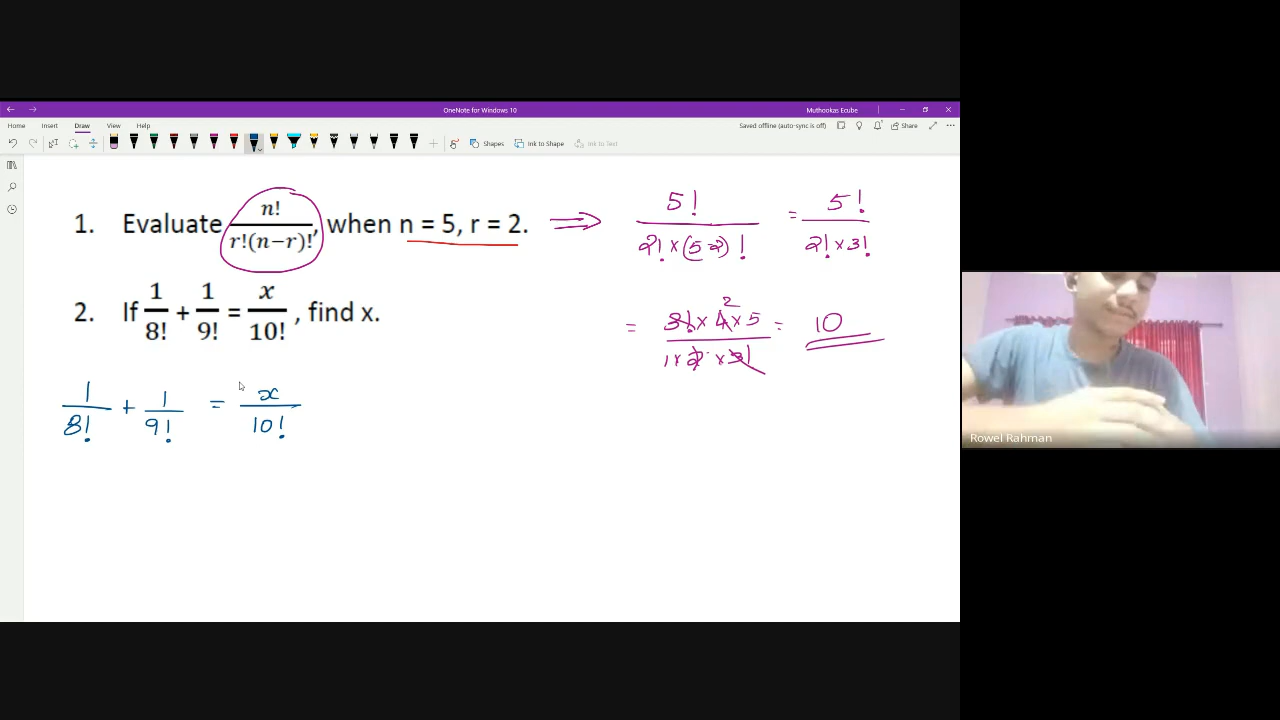 OneNote for Windows 10
Muthookas Ecube
Home Insert Draw View Help
Saved offline (auto-sync is off)
Share
Shapes
Ink to Shape
Ink to Text
1. Evaluate n!/r!(n−r)!, when n = 5, r = 2. ⟹ 5!/2!×(5-2)! = 5!/2!×3!
2. If 1/8! + 1/9! = x/10!, find x.
= 3!×4×5/1×2×3! = 10
2
1/8! + 1/9! = x/10!
Rowel Rahman